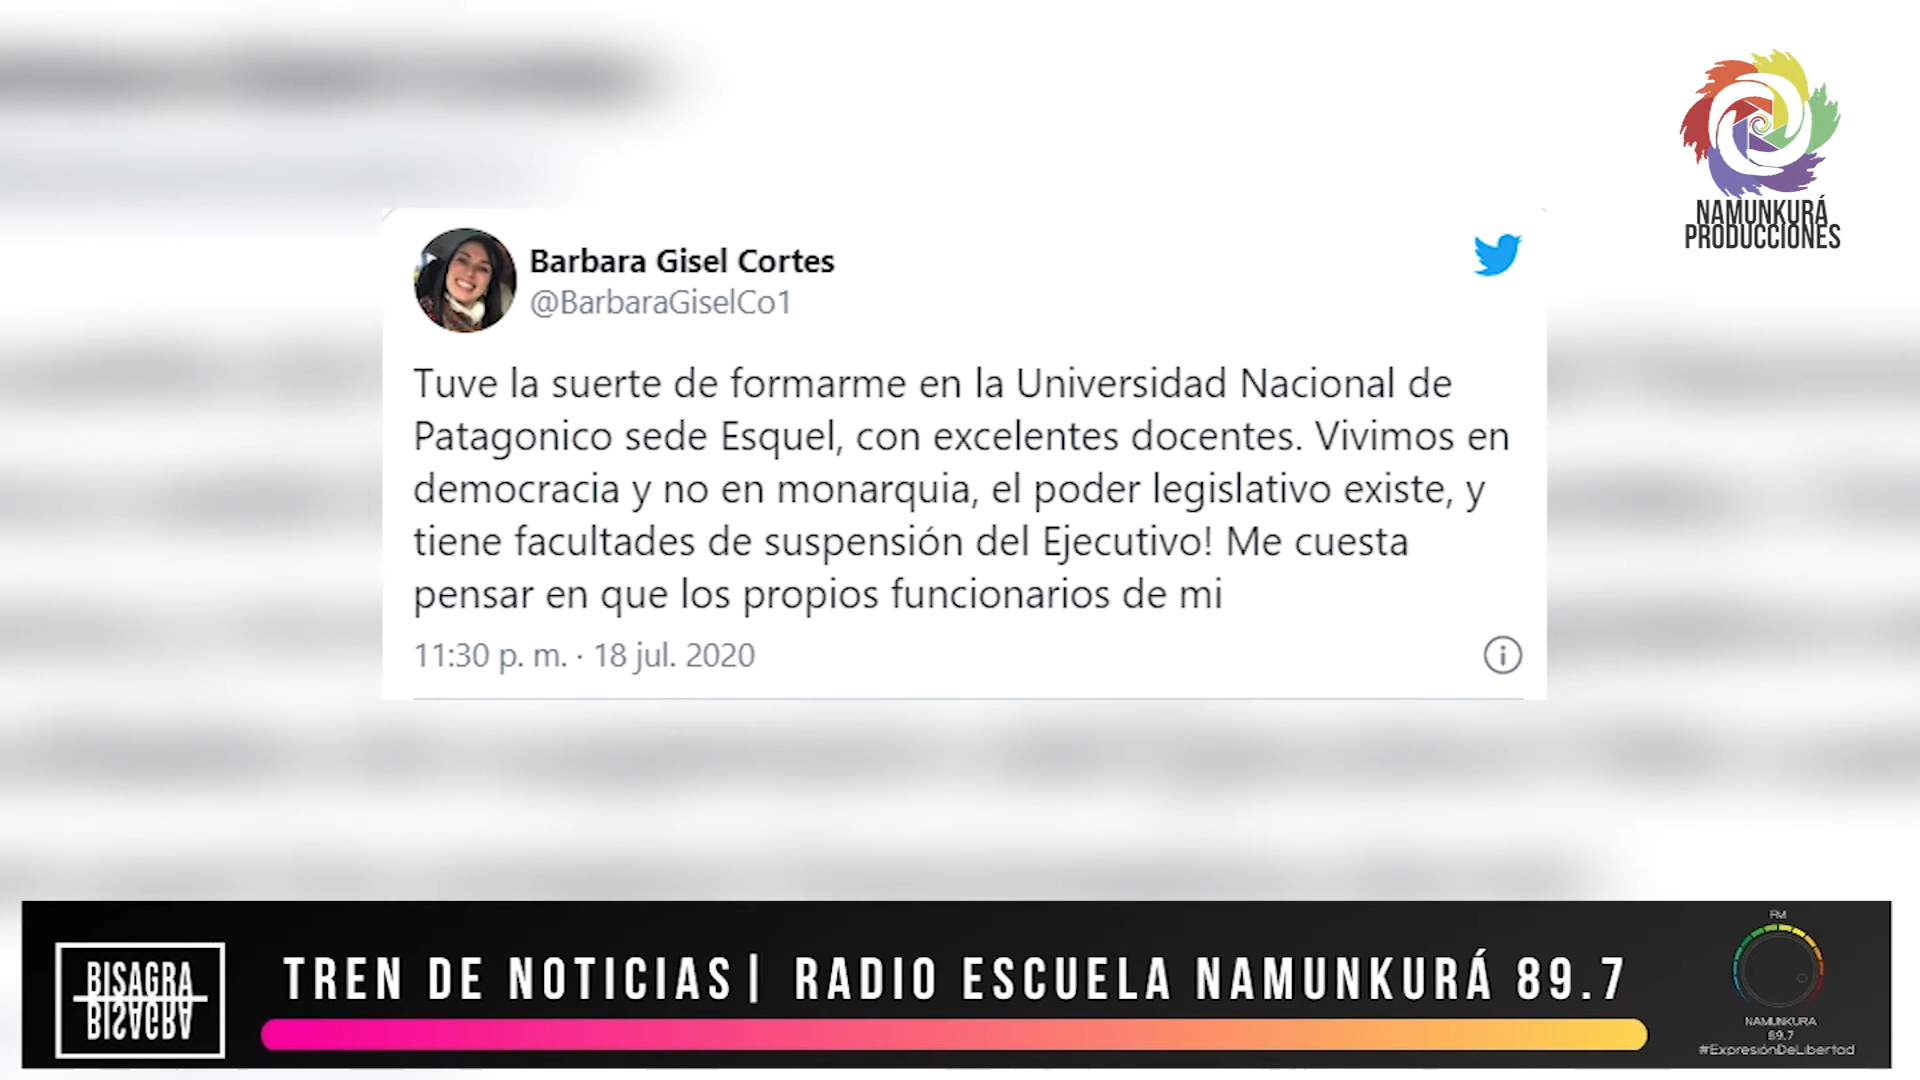 NAMUNKURÁ
PRODUCCIONES
Barbara Gisel Cortes
@BarbaraGiselCo1
Tuve la suerte de formarme en la Universidad Nacional de
Patagonico sede Esquel, con excelentes docentes. Vivimos en
democracia y no en monarquia, el poder legislativo existe, y
tiene facultades de suspensión del Ejecutivo! Me cuesta
pensar en que los propios funcionarios de mi
11:30 p. m. · 18 jul. 2020
BISAGRA
BISAGRA
TREN DE NOTICIAS| RADIO ESCUELA NAMUNKURÁ 89.7
FM
NAMUNKURA
89.7
#ExpresiónDeLibertad